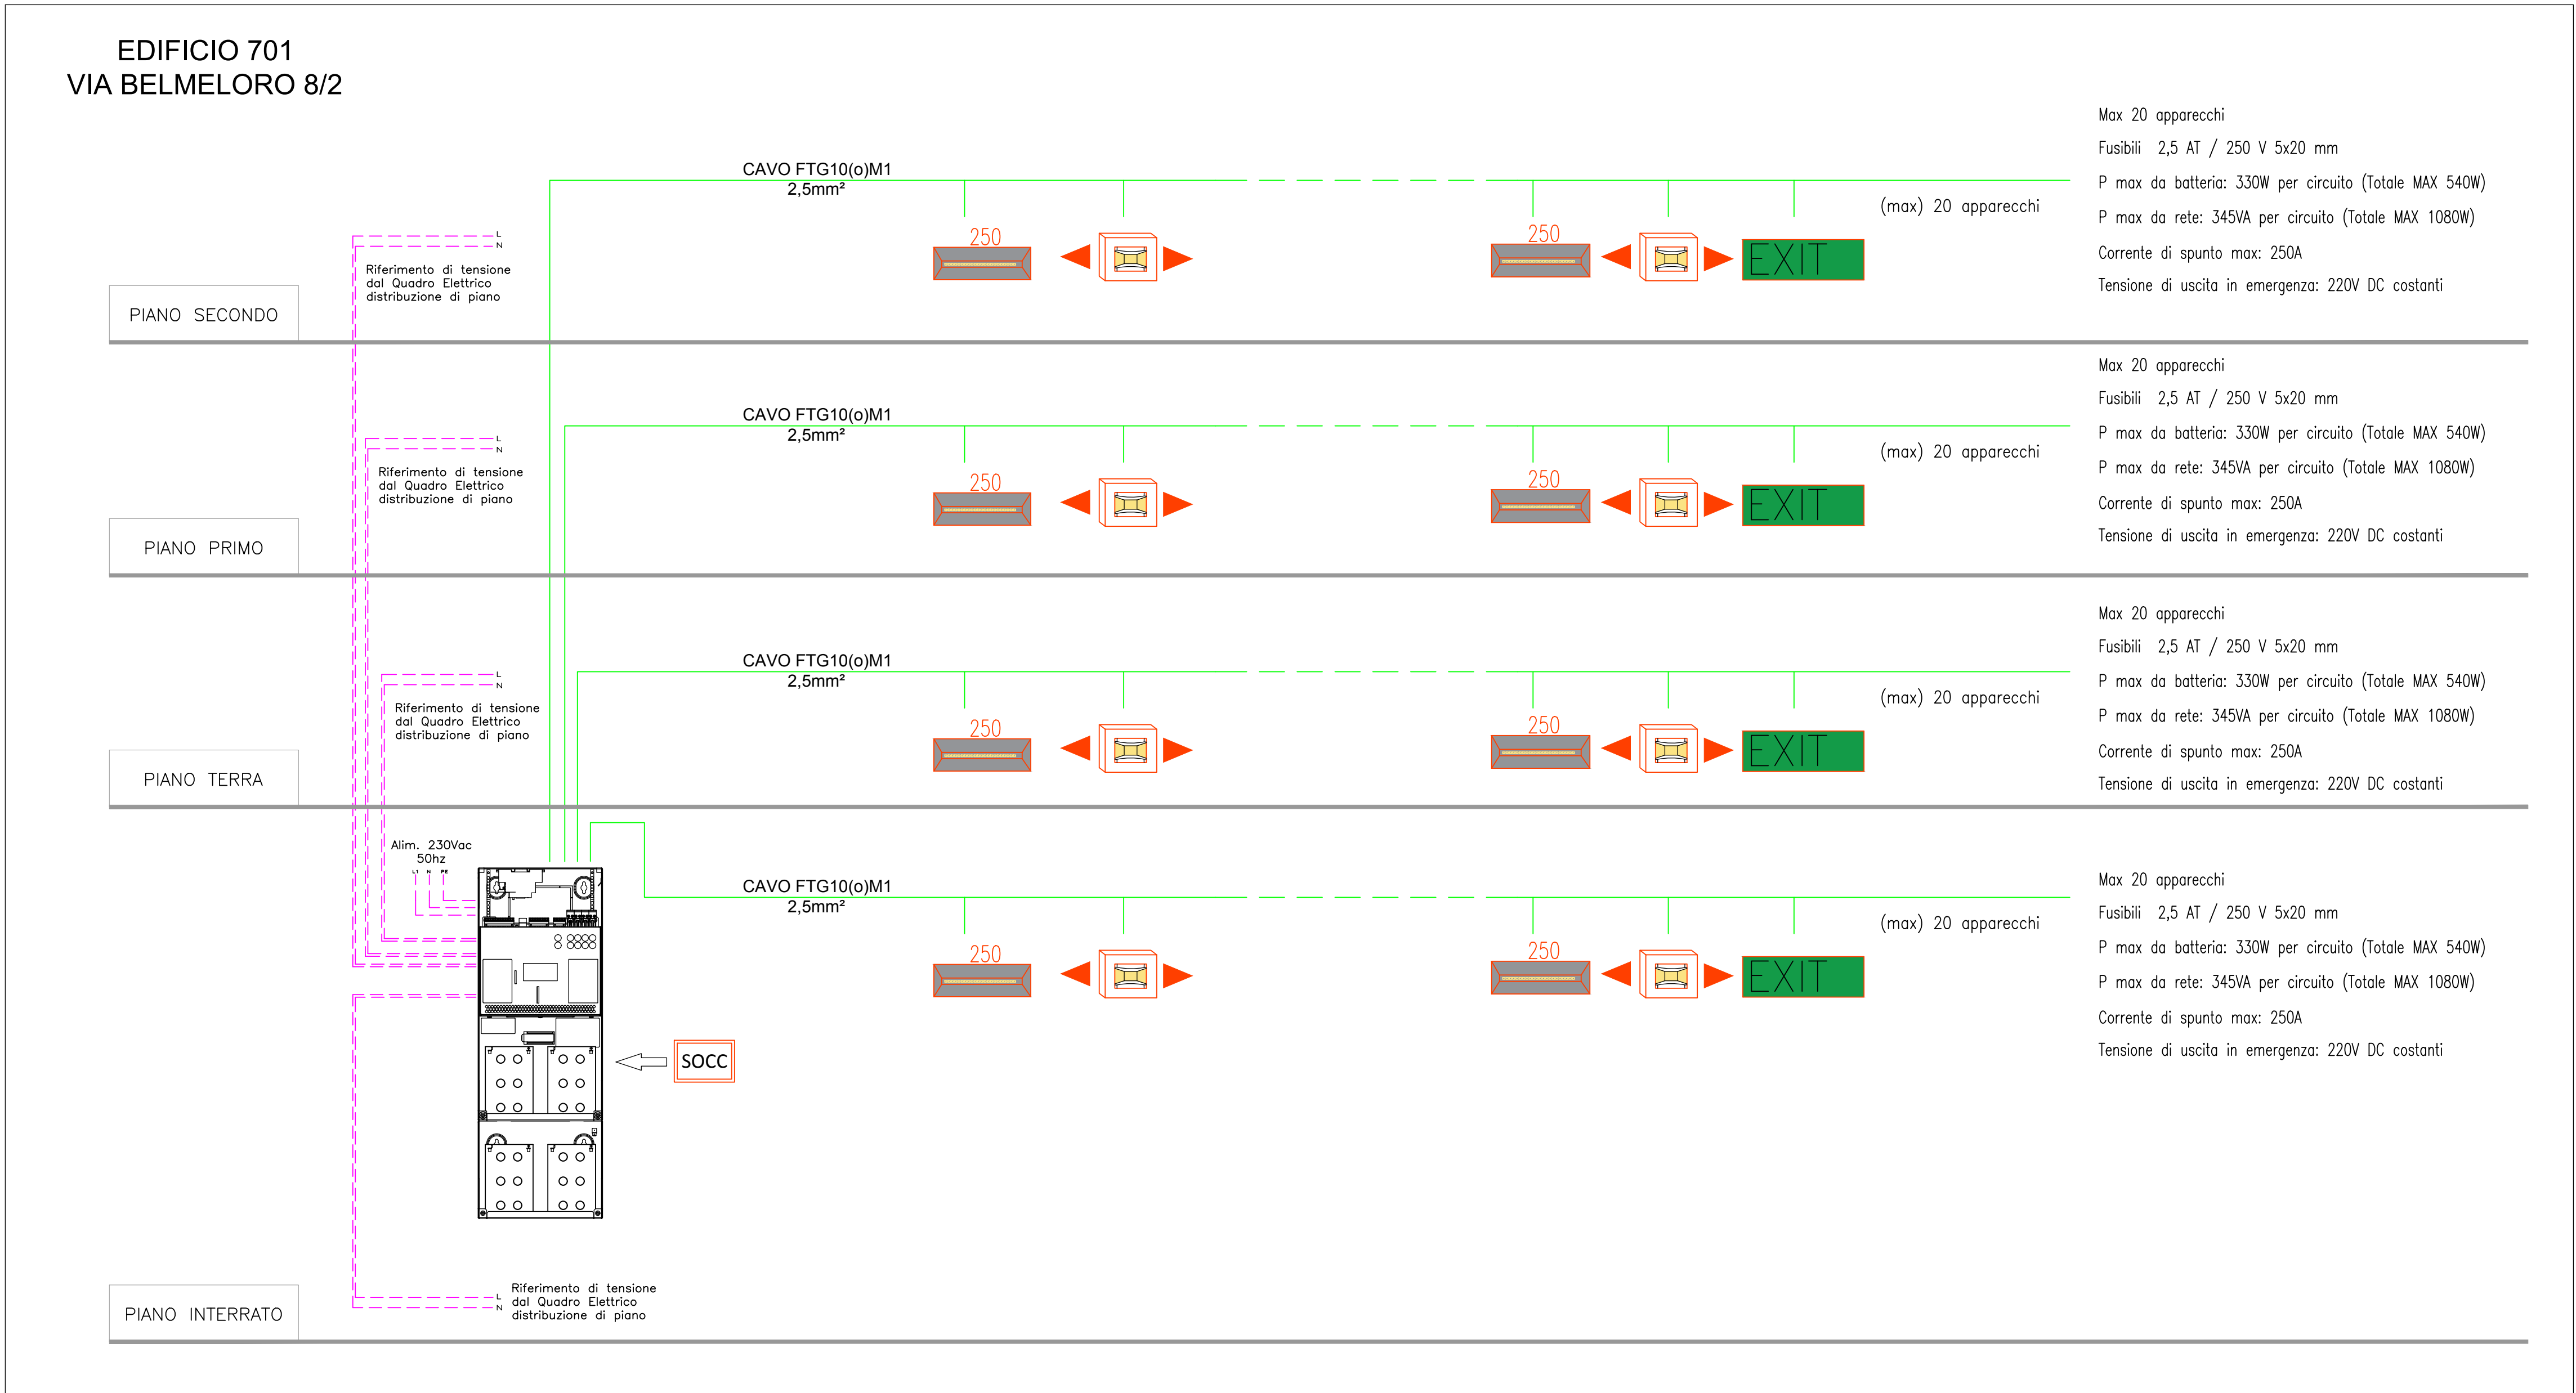 EDIFICIO 701
VIA BELMELORO 8/2
CAVO FTG10(o)M1
2,5mm²
(max) 20 apparecchi
250
250
EXIT
L
N
Riferimento di tensione
dal Quadro Elettrico
distribuzione di piano
PIANO SECONDO
Max 20 apparecchi
Fusibili 2,5 AT / 250 V 5x20 mm
P max da batteria: 330W per circuito (Totale MAX 540W)
P max da rete: 345VA per circuito (Totale MAX 1080W)
Corrente di spunto max: 250A
Tensione di uscita in emergenza: 220V DC costanti
CAVO FTG10(o)M1
2,5mm²
(max) 20 apparecchi
250
250
EXIT
L
N
Riferimento di tensione
dal Quadro Elettrico
distribuzione di piano
PIANO PRIMO
Max 20 apparecchi
Fusibili 2,5 AT / 250 V 5x20 mm
P max da batteria: 330W per circuito (Totale MAX 540W)
P max da rete: 345VA per circuito (Totale MAX 1080W)
Corrente di spunto max: 250A
Tensione di uscita in emergenza: 220V DC costanti
CAVO FTG10(o)M1
2,5mm²
(max) 20 apparecchi
250
250
EXIT
L
N
Riferimento di tensione
dal Quadro Elettrico
distribuzione di piano
PIANO TERRA
Max 20 apparecchi
Fusibili 2,5 AT / 250 V 5x20 mm
P max da batteria: 330W per circuito (Totale MAX 540W)
P max da rete: 345VA per circuito (Totale MAX 1080W)
Corrente di spunto max: 250A
Tensione di uscita in emergenza: 220V DC costanti
Alim. 230Vac
50hz
L1 N PE
CAVO FTG10(o)M1
2,5mm²
(max) 20 apparecchi
250
250
EXIT
SOCC
Max 20 apparecchi
Fusibili 2,5 AT / 250 V 5x20 mm
P max da batteria: 330W per circuito (Totale MAX 540W)
P max da rete: 345VA per circuito (Totale MAX 1080W)
Corrente di spunto max: 250A
Tensione di uscita in emergenza: 220V DC costanti
L
N
Riferimento di tensione
dal Quadro Elettrico
distribuzione di piano
PIANO INTERRATO